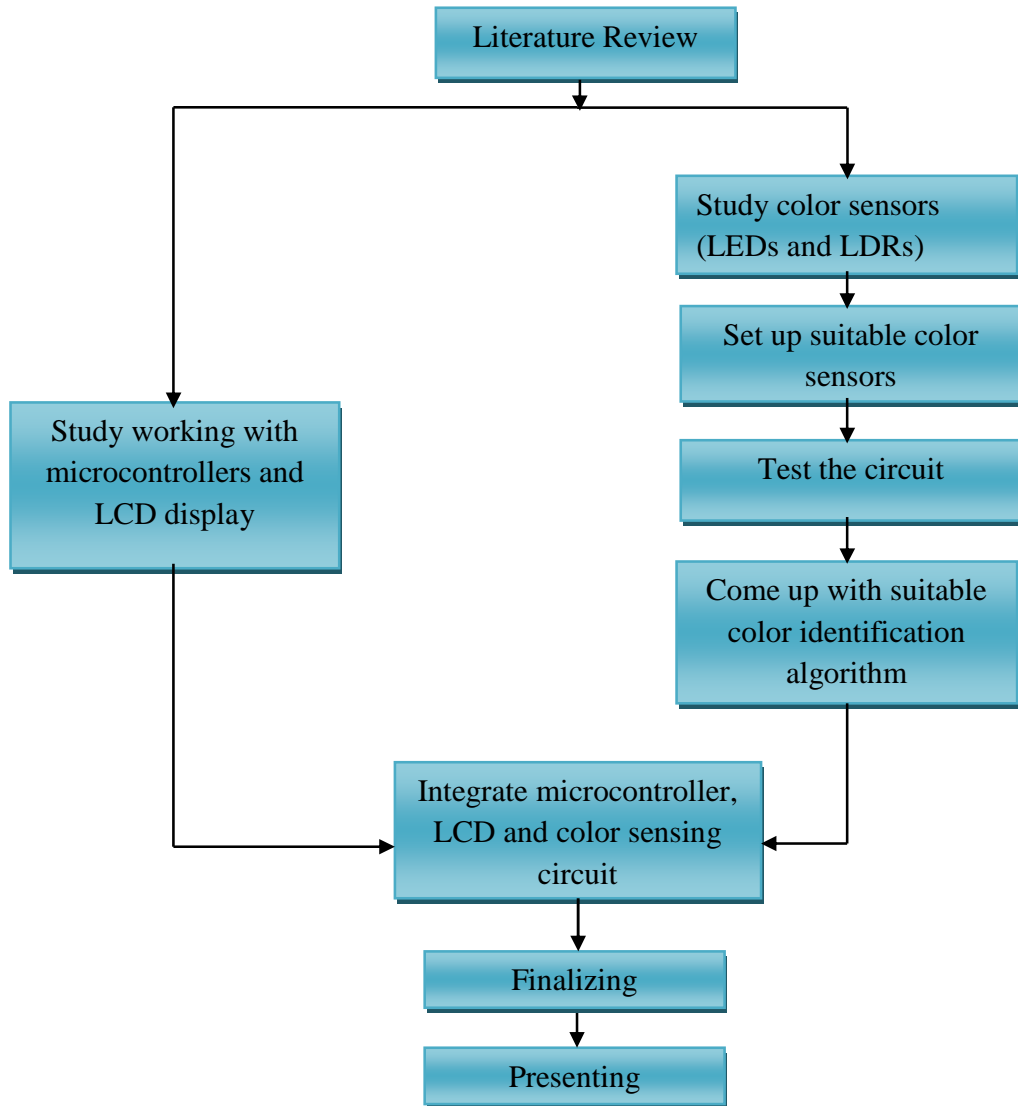 Literature Review
Study color sensors
(LEDs and LDRs)
Set up suitable color
sensors
Study working with
microcontrollers and
LCD display
Test the circuit
Come up with suitable
color identification
algorithm
Integrate microcontroller,
LCD and color sensing
circuit
Finalizing
Presenting